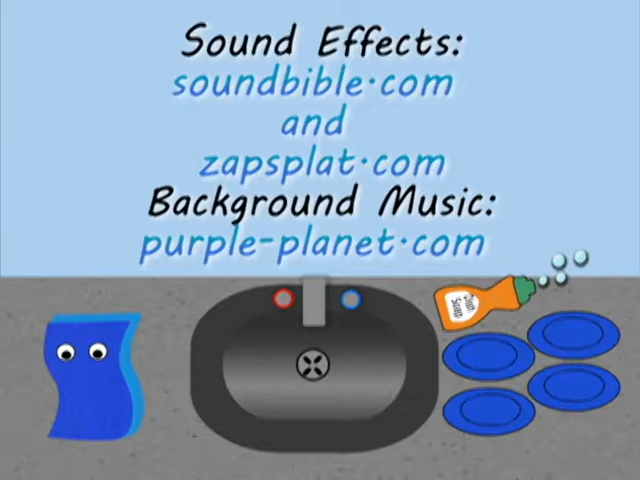 Sound Effects:
soundbible.com
and
zapsplat.com
Background Music:
purple-planet.com
Dish
Soap